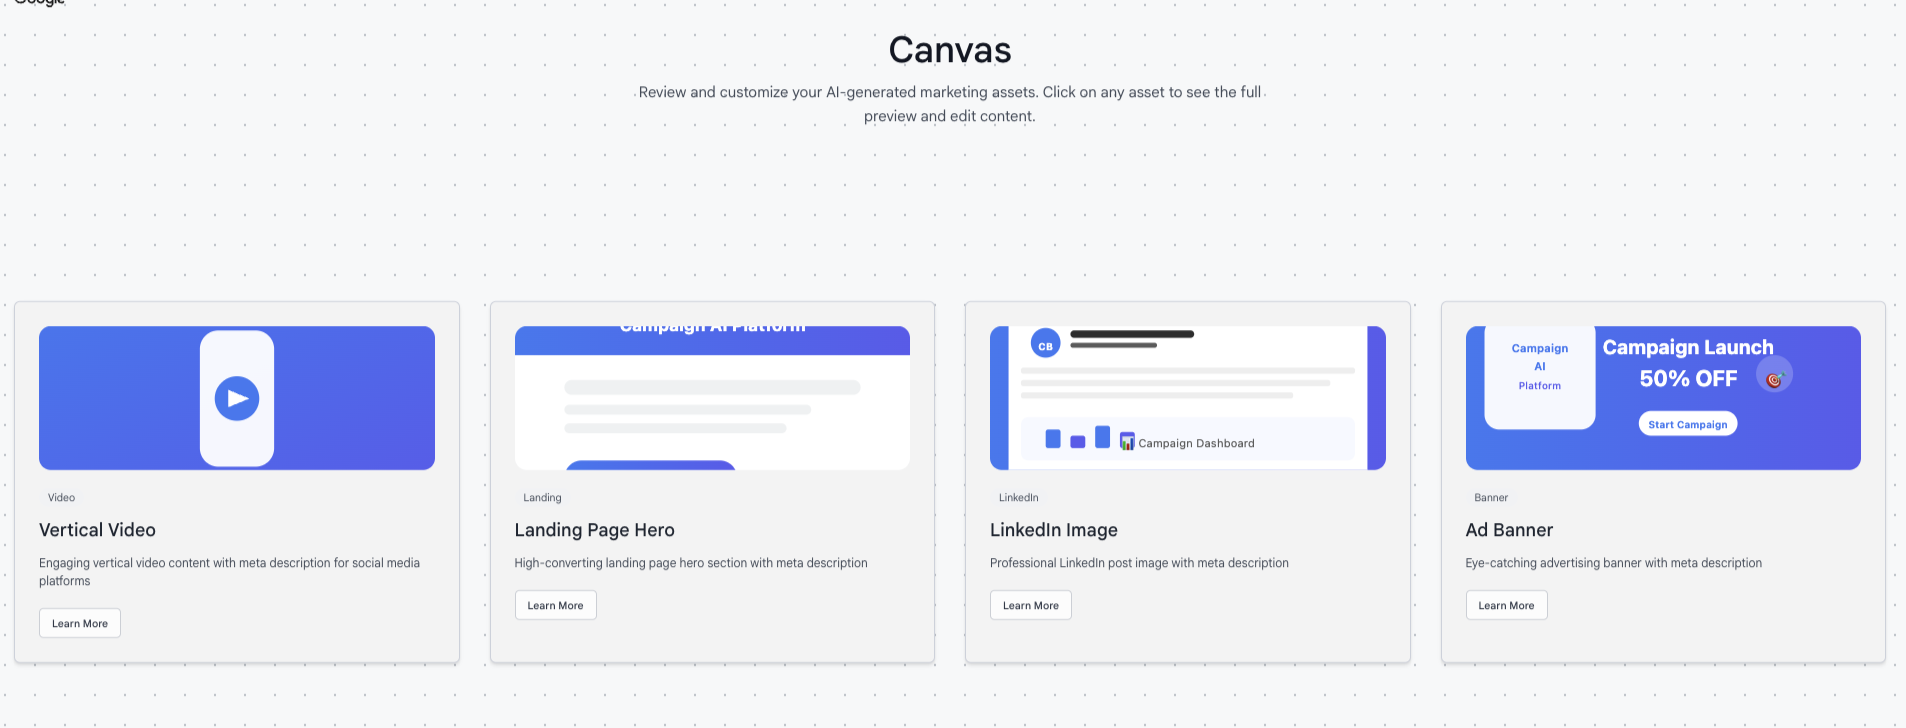 Google
Canvas
Review and customize your AI-generated marketing assets. Click on any asset to see the full
preview and edit content.
Video
Vertical Video
Engaging vertical video content with meta description for social media
platforms
Learn More
Campaign AI Platform
Landing
Landing Page Hero
High-converting landing page hero section with meta description
Learn More
CB
Campaign Dashboard
LinkedIn
LinkedIn Image
Professional LinkedIn post image with meta description
Learn More
Campaign
AI
Platform
Campaign Launch
50% OFF
Start Campaign
Banner
Ad Banner
Eye-catching advertising banner with meta description
Learn More